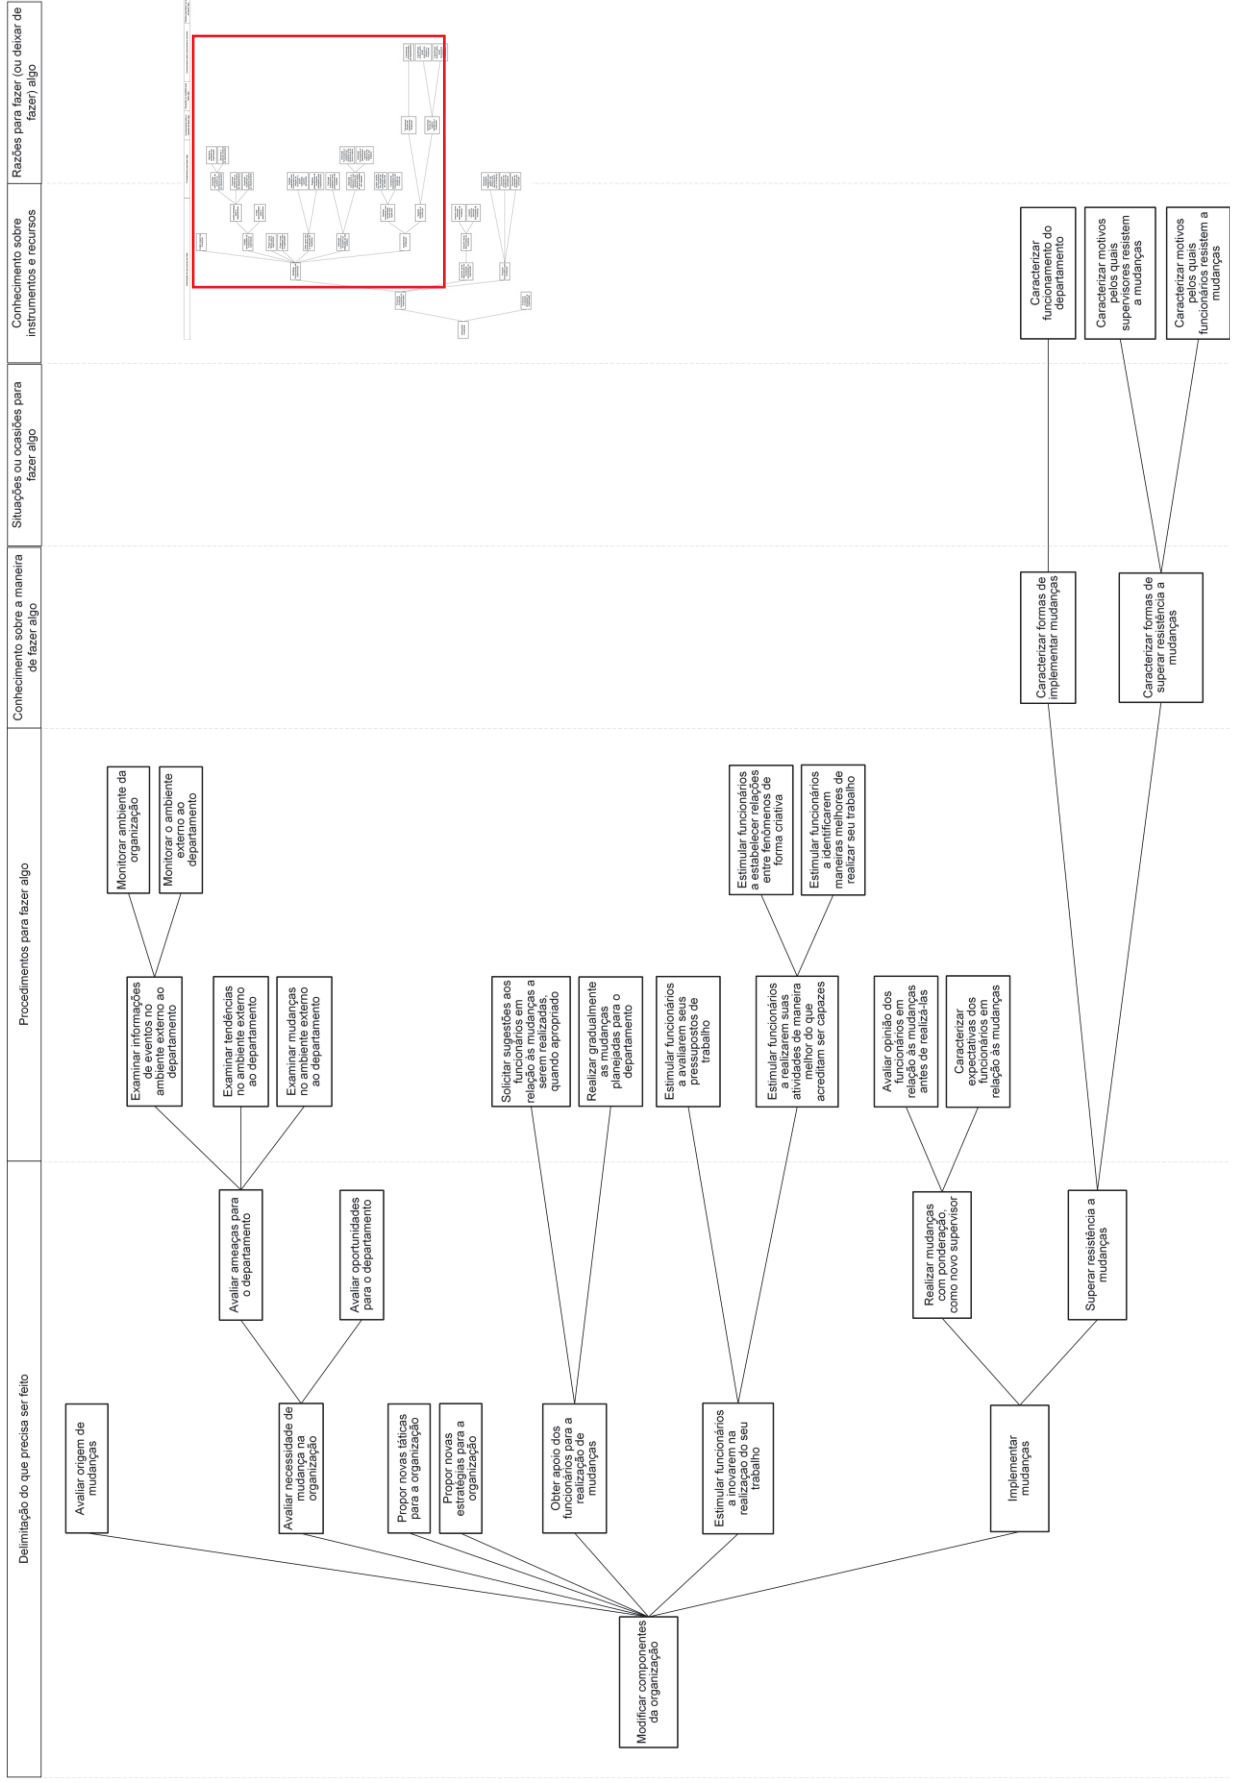 Delimitação do que precisa ser feito
Procedimentos para fazer algo
Conhecimento sobre a maneira
de fazer algo
Situações ou ocasiões para
fazer algo
Conhecimento sobre
instrumentos e recursos
Razões para fazer (ou deixar de
fazer) algo
Modificar componentes
da organização
Avaliar origem de
mudanças
Avaliar necessidade de
mudança na
organização
Avaliar ameaças para
o departamento
Examinar informações
de eventos no
ambiente externo ao
departamento
Monitorar ambiente da
organização
Monitorar o ambiente
externo ao
departamento
Examinar tendências
no ambiente externo
ao departamento
Examinar mudanças
no ambiente externo
ao departamento
Avaliar oportunidades
para o departamento
Propor novas táticas
para a organização
Propor novas
estratégias para a
organização
Obter apoio dos
funcionários para a
realização de
mudanças
Solicitar sugestões aos
funcionários em
relação às mudanças a
serem realizadas,
quando apropriado
Realizar gradualmente
as mudanças
planejadas para o
departamento
Estimular funcionários
a inovarem na
realização do seu
trabalho
Estimular funcionários
a avaliarem seus
pressupostos de
trabalho
Estimular funcionários
a realizarem suas
atividades de maneira
melhor do que
acreditam ser capazes
Estimular funcionários
a estabelecer relações
entre fenômenos de
forma criativa
Estimular funcionários
a identificarem
maneiras melhores de
realizar seu trabalho
Implementar
mudanças
Realizar mudanças
com ponderação,
como novo supervisor
Avaliar opinião dos
funcionários em
relação às mudanças
antes de realizá-las
Caracterizar
expectativas dos
funcionários em
relação às mudanças
Superar resistência a
mudanças
Caracterizar formas de
implementar mudanças
Caracterizar
funcionamento do
departamento
Caracterizar formas de
superar resistência a
mudanças
Caracterizar motivos
pelos quais
supervisores resistem
a mudanças
Caracterizar motivos
pelos quais
funcionários resistem a
mudanças